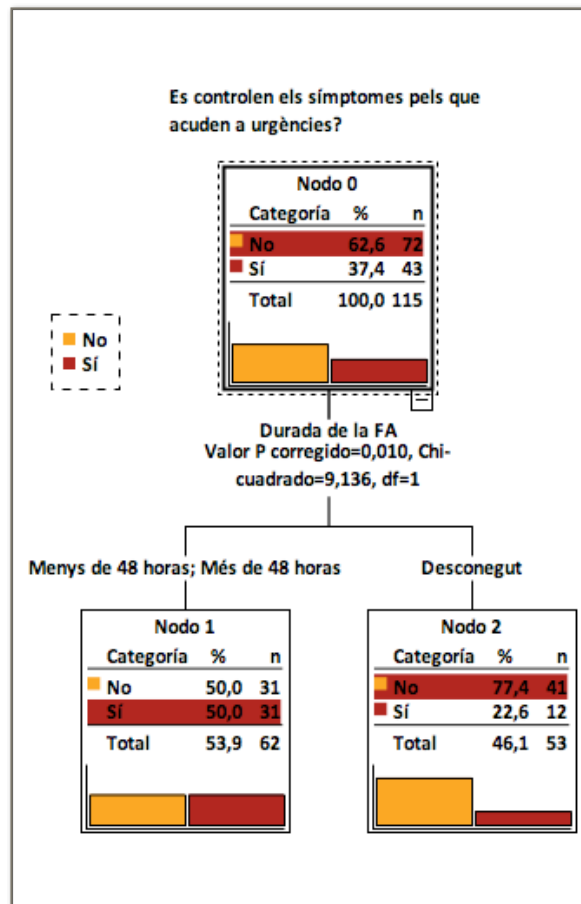 Es controlen els símptomes pels que
acuden a urgències?
Nodo 0
Categoría % n
No 62,6 72
Sí 37,4 43
Total 100,0 115
No
Sí
Durada de la FA
Valor P corregido=0,010, Chi-
cuadrado=9,136, df=1
Menys de 48 horas; Més de 48 horas
Desconegut
Nodo 1
Categoría % n
No 50,0 31
Sí 50,0 31
Total 53,9 62
Nodo 2
Categoría % n
No 77,4 41
Sí 22,6 12
Total 46,1 53